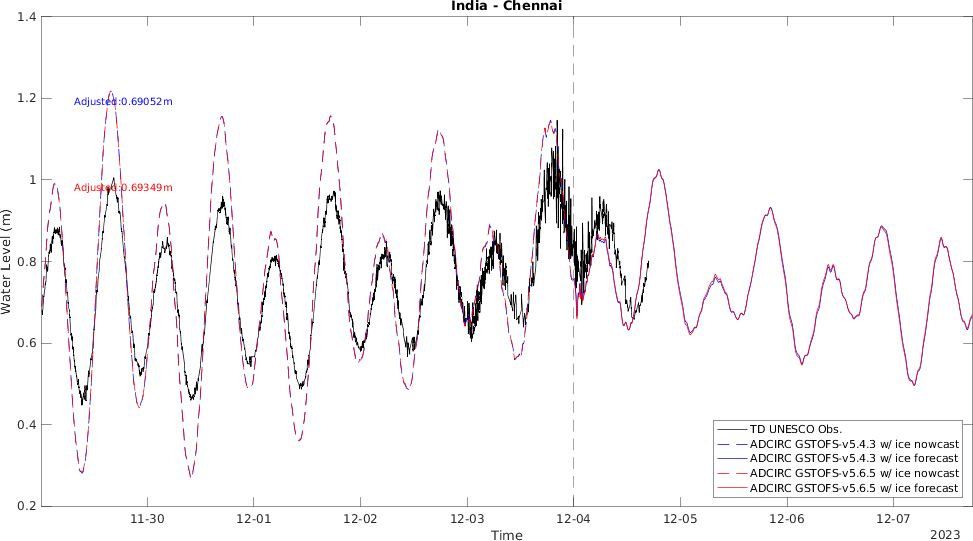 India - Chennai
1.4
1.2
1
0.8
0.6
0.4
0.2
Water Level (m)
Adjusted:0.69052m
Adjusted:0.69349m
TD UNESCO Obs.
ADCIRC GSTOFS-v5.4.3 w/ ice nowcast
ADCIRC GSTOFS-v5.4.3 w/ ice forecast
ADCIRC GSTOFS-v5.6.5 w/ ice nowcast
ADCIRC GSTOFS-v5.6.5 w/ ice forecast
11-30 12-01 12-02 12-03 12-04 12-05 12-06 12-07
Time
2023